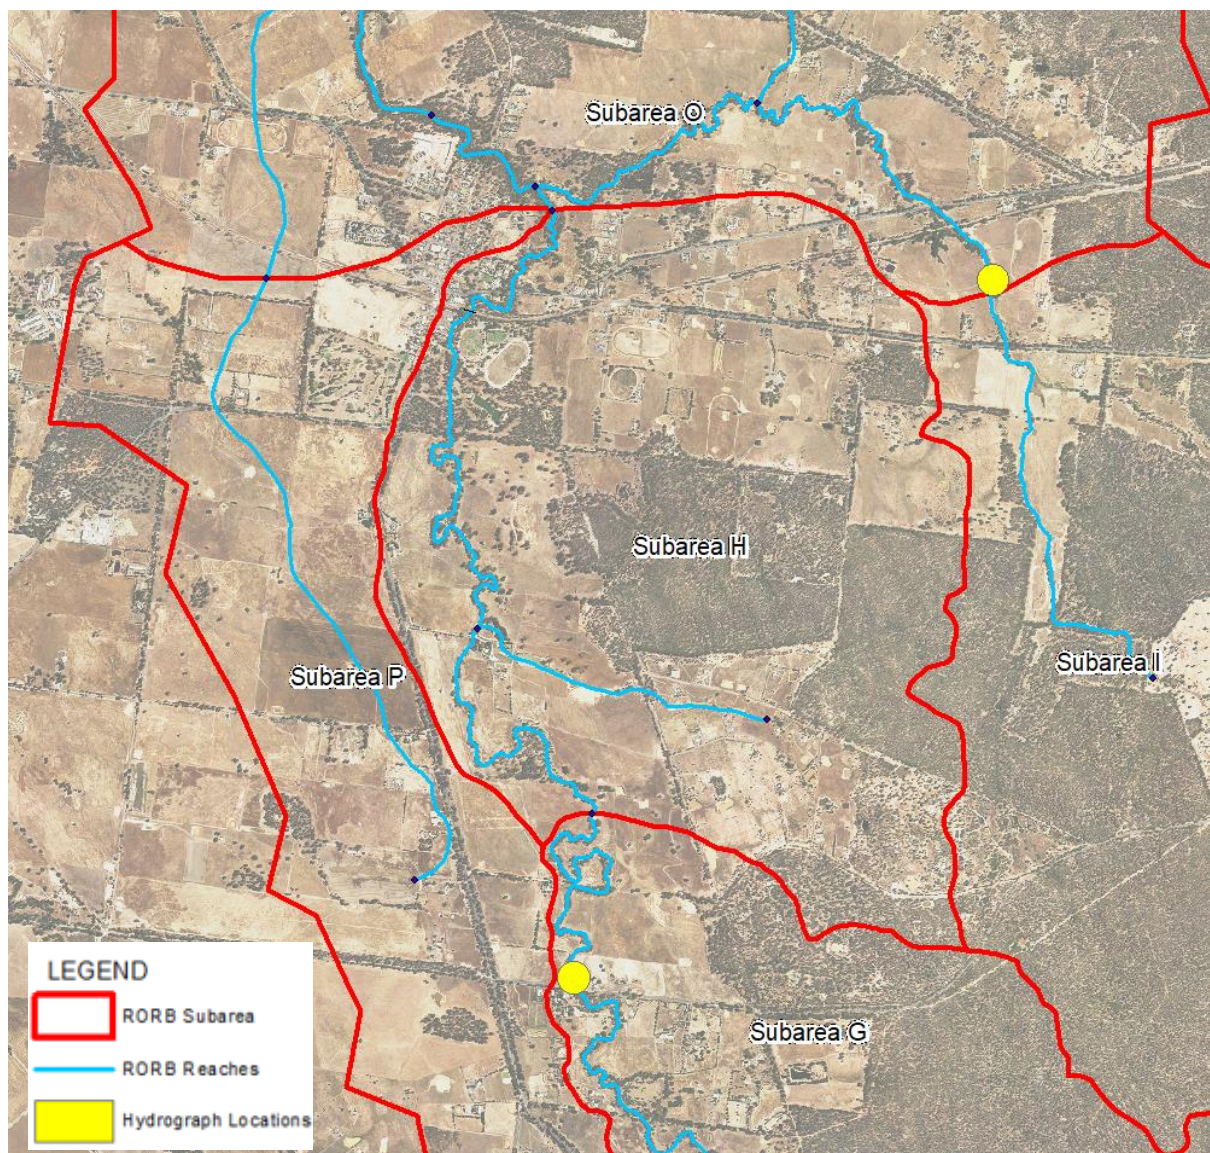 Subarea O
Subarea H
Subarea I
Subarea P
Subarea G
LEGEND
RORB Subarea
RORB Reaches
Hydrograph Locations